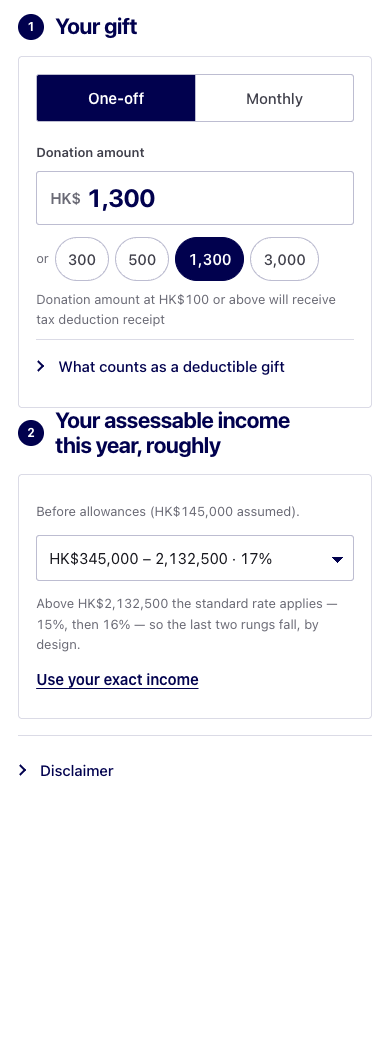 1 Your gift
One-off Monthly
Donation amount
HK$ 1,300
or 300 500 1,300 3,000
Donation amount at HK$100 or above will receive
tax deduction receipt
What counts as a deductible gift
2 Your assessable income
this year, roughly
Before allowances (HK$145,000 assumed).
HK$345,000 – 2,132,500 · 17%
Above HK$2,132,500 the standard rate applies —
15%, then 16% — so the last two rungs fall, by
design.
Use your exact income
Disclaimer